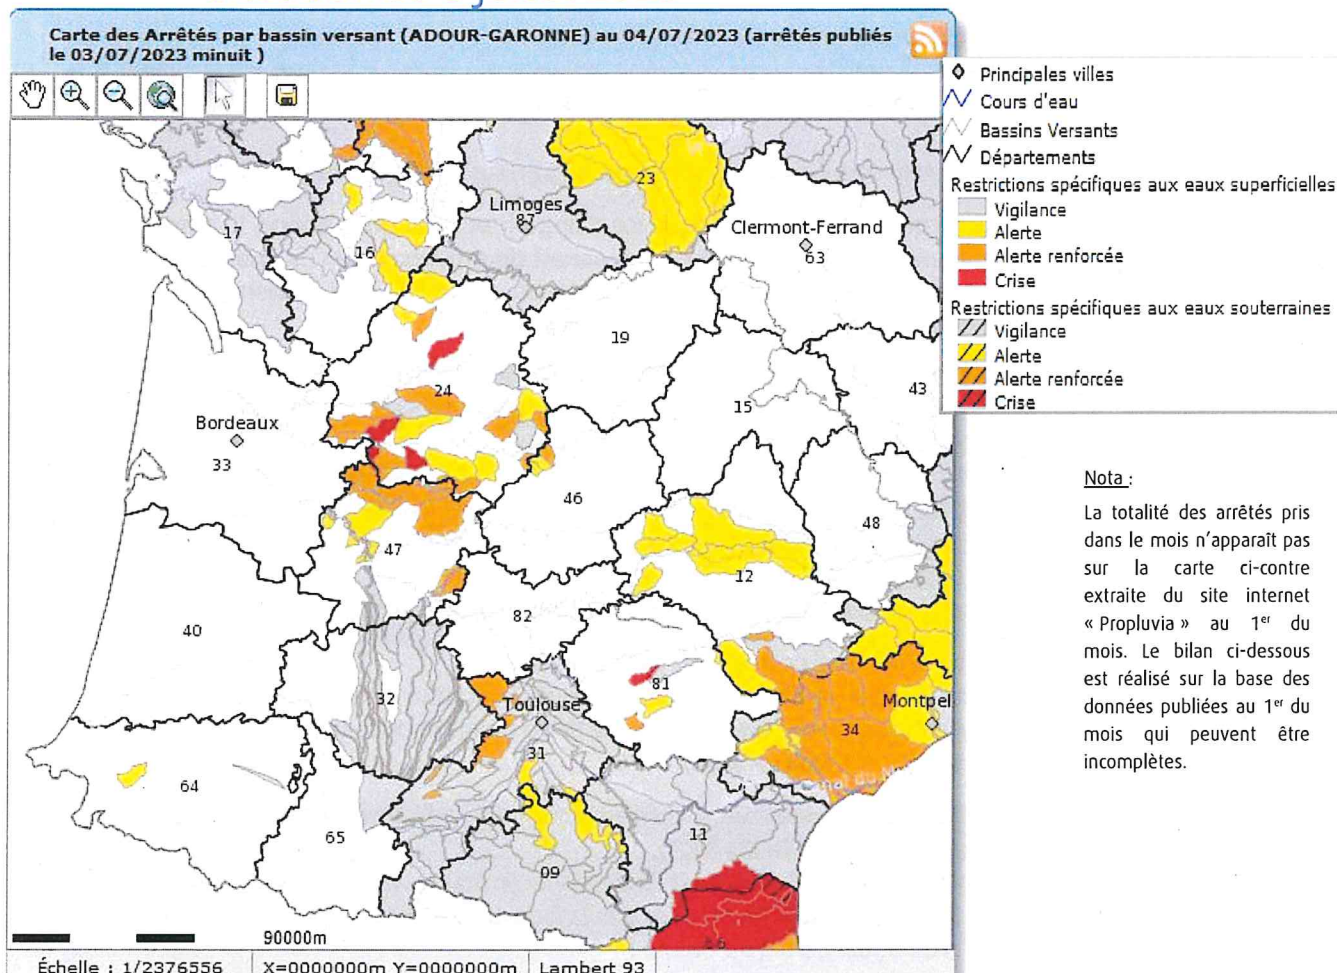 Carte des Arrêtés par bassin versant (ADOUR-GARONNE) au 04/07/2023 (arrêtés publiés
le 03/07/2023 minuit )
Principales villes
Cours d'eau
Bassins Versants
Départements
Restrictions spécifiques aux eaux superficielles
Vigilance
Alerte
Alerte renforcée
Crise
Restrictions spécifiques aux eaux souterraines
Vigilance
Alerte
Alerte renforcée
Crise
23
Limoges
87
17
16
Clermont-Ferrand
63
19
24
15
43
Bordeaux
33
46
48
47
12
40
82
32
81
Toulouse
Montpel
34
31
64
65
11
09
66
90000m
Échelle : 1/2376556
X=0000000m Y=0000000m
Lambert 93
Nota :
La totalité des arrêtés pris
dans le mois n'apparaît pas
sur la carte ci-contre
extraite du site internet
« Propluvia » au 1er du
mois. Le bilan ci-dessous
est réalisé sur la base des
données publiées au 1er du
mois qui peuvent être
incomplètes.